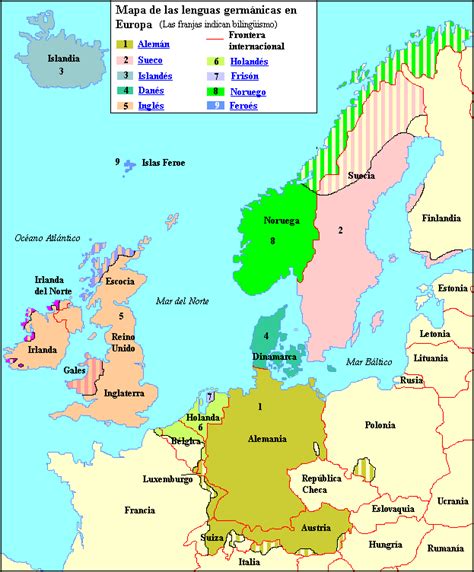 Mapa de las lenguas germánicas en
Europa (Las franjas indican bilingüismo)
1 Alemán
2 Sueco
3 Islandés
4 Danés
5 Inglés
Frontera
internacional
6 Holandés
7 Frisón
8 Noruego
9 Feroés
Islandia
3
9 Islas Feroe
Suecia
2
Finlandia
Noruega
8
Océano Atlántico
Escocia
Irlanda
del Norte
Mar del Norte
5
Reino
Unido
Irlanda
Gales
Inglaterra
4
Dinamarca
Mar Báltico
Estonia
Letonia
Lituania
Rusia
7
Holanda
6
Bélgica
1
Alemania
Polonia
Luxemburgo
República
Checa
Ucrania
Eslovaquia
Francia
Suiza
Austria
Hungría
Rumania
Italia